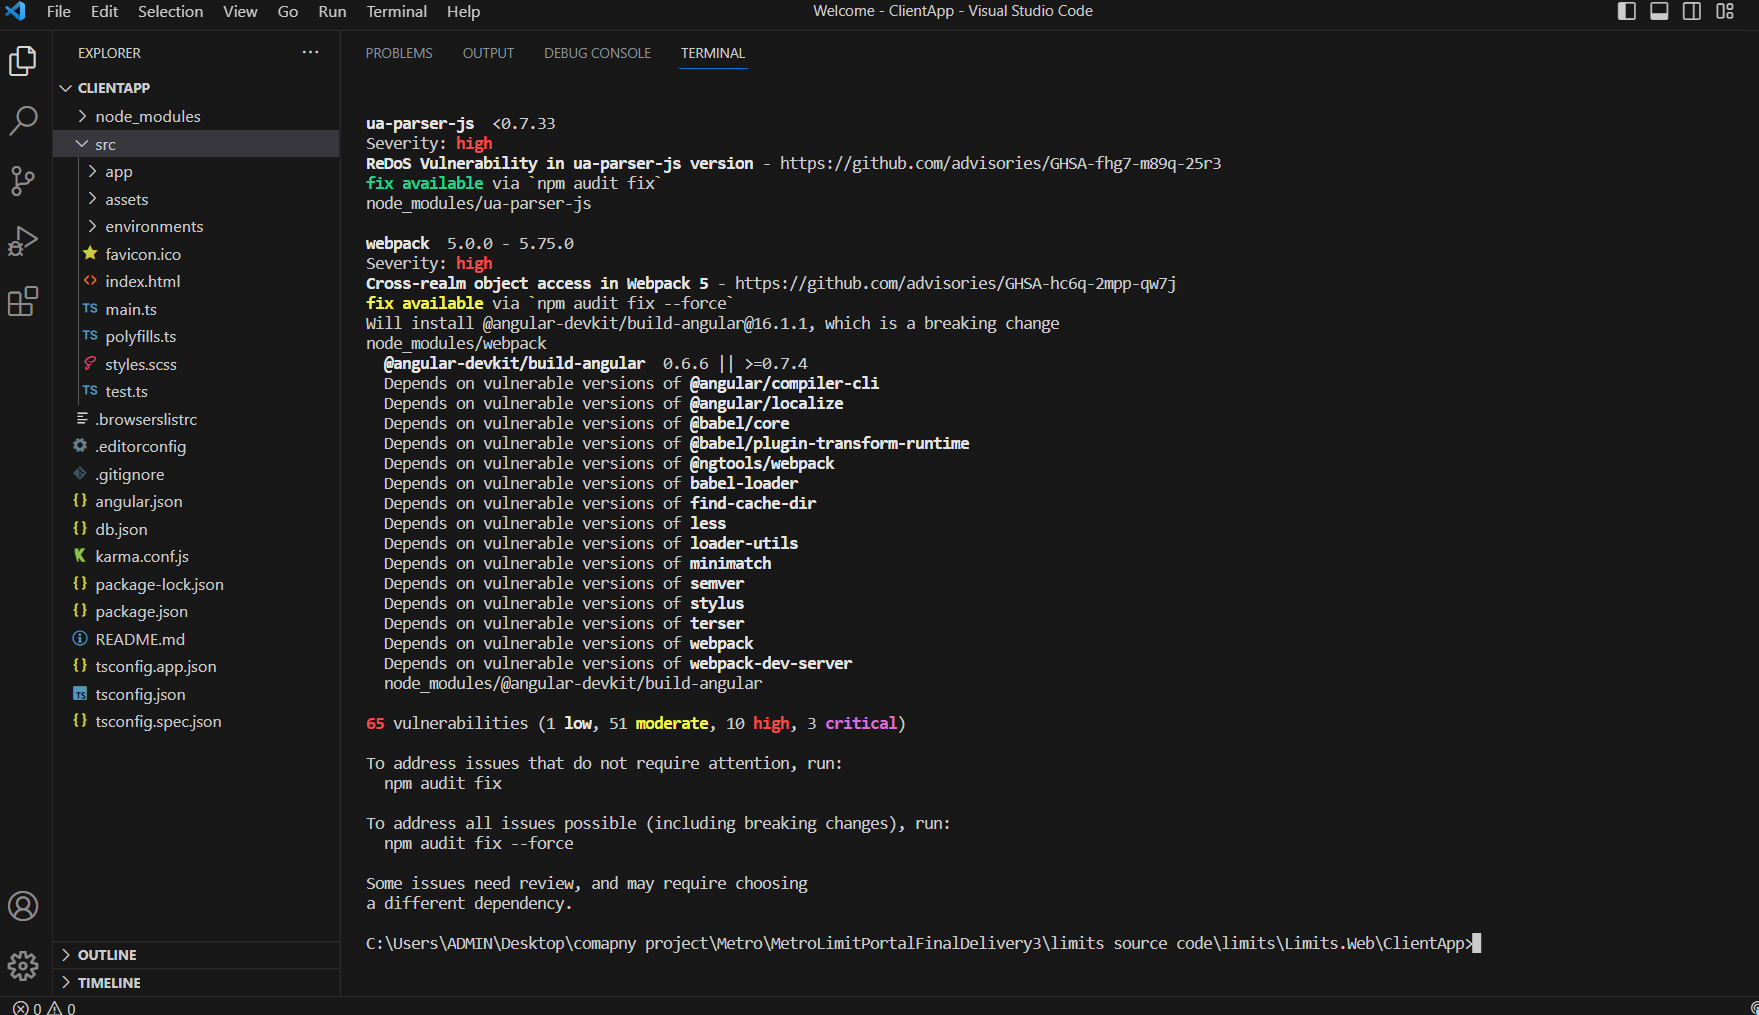 File Edit Selection View Go Run Terminal Help
Welcome - ClientApp - Visual Studio Code
EXPLORER
CLIENTAPP
node_modules
src
app
assets
environments
favicon.ico
<> index.html
TS main.ts
TS polyfills.ts
styles.scss
TS test.ts
.browserslistrc
.editorconfig
.gitignore
{} angular.json
{} db.json
karma.conf.js
{} package-lock.json
{} package.json
README.md
{} tsconfig.app.json
TS tsconfig.json
{} tsconfig.spec.json
OUTLINE
TIMELINE
PROBLEMS OUTPUT DEBUG CONSOLE TERMINAL
ua-parser-js  <0.7.33
Severity: high
ReDoS Vulnerability in ua-parser-js version - https://github.com/advisories/GHSA-fhg7-m89q-25r3
fix available via `npm audit fix`
node_modules/ua-parser-js
webpack  5.0.0 - 5.75.0
Severity: high
Cross-realm object access in Webpack 5 - https://github.com/advisories/GHSA-hc6q-2mpp-qw7j
fix available via `npm audit fix --force`
Will install @angular-devkit/build-angular@16.1.1, which is a breaking change
node_modules/webpack
@angular-devkit/build-angular  0.6.6 || >=0.7.4
Depends on vulnerable versions of @angular/compiler-cli
Depends on vulnerable versions of @angular/localize
Depends on vulnerable versions of @babel/core
Depends on vulnerable versions of @babel/plugin-transform-runtime
Depends on vulnerable versions of @ngtools/webpack
Depends on vulnerable versions of babel-loader
Depends on vulnerable versions of find-cache-dir
Depends on vulnerable versions of less
Depends on vulnerable versions of loader-utils
Depends on vulnerable versions of minimatch
Depends on vulnerable versions of semver
Depends on vulnerable versions of stylus
Depends on vulnerable versions of terser
Depends on vulnerable versions of webpack
Depends on vulnerable versions of webpack-dev-server
node_modules/@angular-devkit/build-angular
65 vulnerabilities (1 low, 51 moderate, 10 high, 3 critical)
To address issues that do not require attention, run:
npm audit fix
To address all issues possible (including breaking changes), run:
npm audit fix --force
Some issues need review, and may require choosing
a different dependency.
C:\Users\ADMIN\Desktop\comapny project\Metro\MetroLimitPortalFinalDelivery3\limits source code\limits\Limits.Web\ClientApp>
0 0